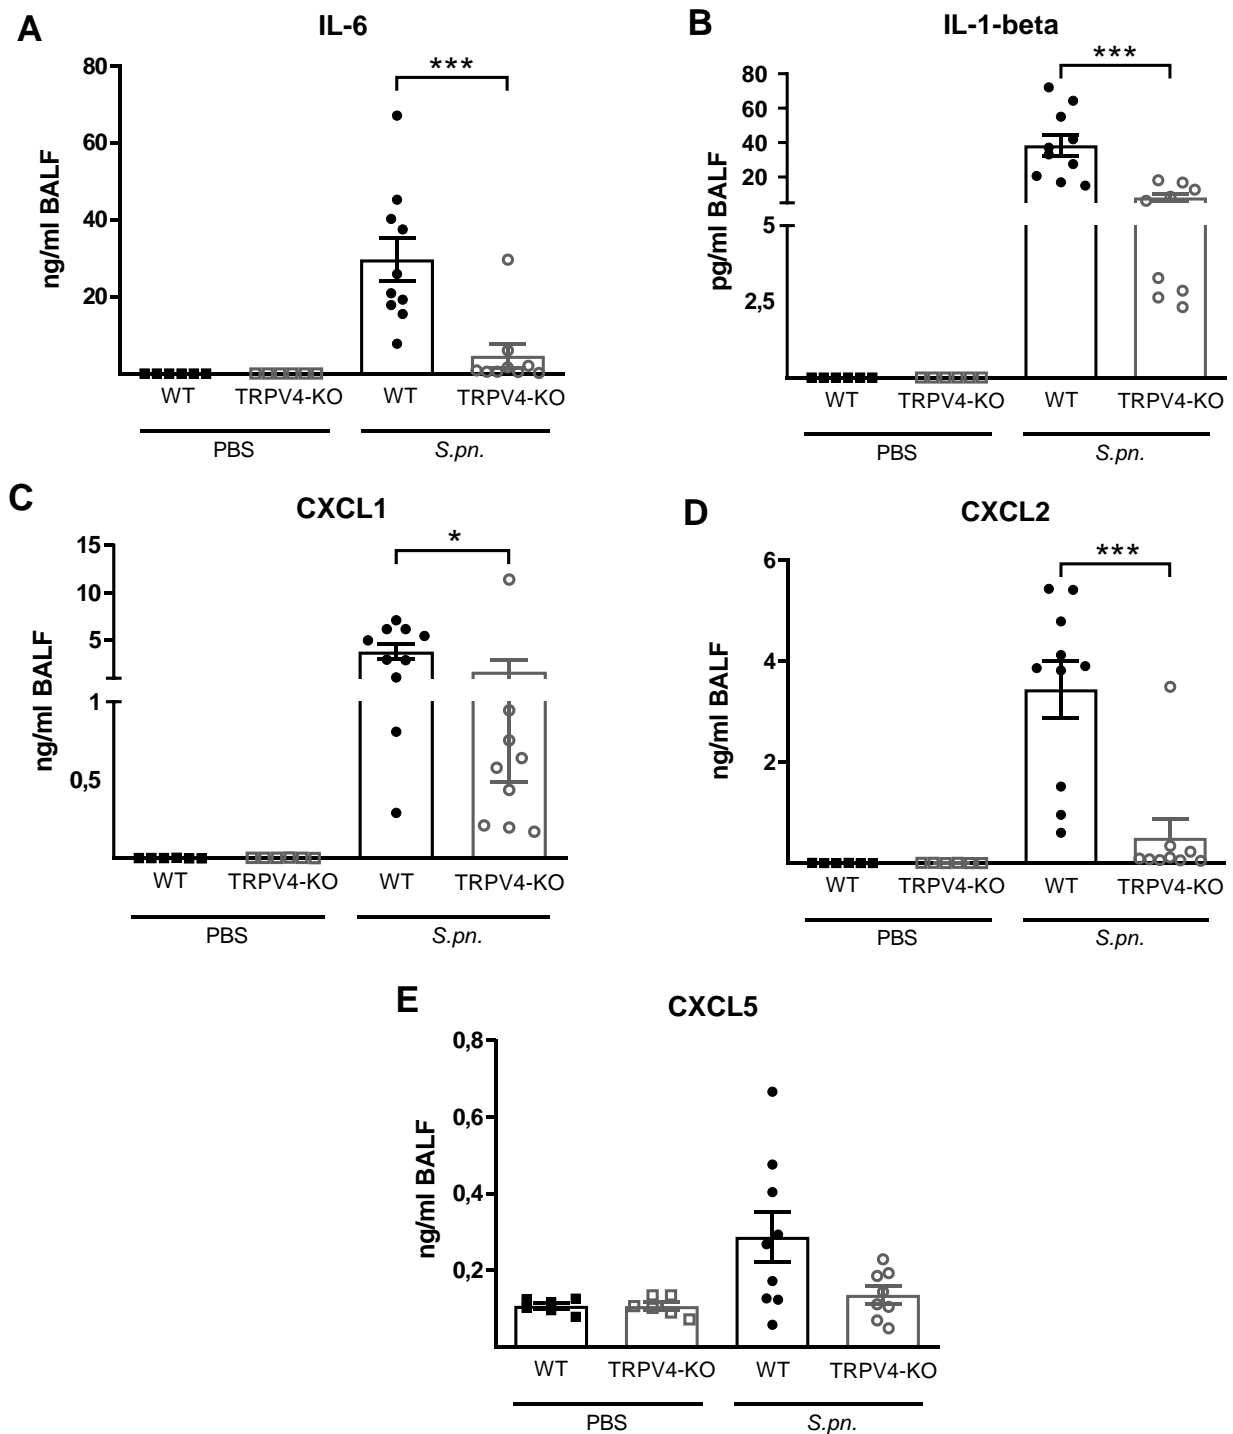 A
IL-6
***
80
60
40
20
ng/ml BALF
WT
TRPV4-KO
WT
TRPV4-KO
PBS
S.pn.
B
IL-1-beta
***
80
60
40
20
5
2,5
pg/ml BALF
WT
TRPV4-KO
WT
TRPV4-KO
PBS
S.pn.
C
CXCL1
*
15
10
5
1
0,5
ng/ml BALF
WT
TRPV4-KO
WT
TRPV4-KO
PBS
S.pn.
D
CXCL2
***
6
4
2
ng/ml BALF
WT
TRPV4-KO
WT
TRPV4-KO
PBS
S.pn.
E
CXCL5
0,8
0,6
0,4
0,2
ng/ml BALF
WT
TRPV4-KO
WT
TRPV4-KO
PBS
S.pn.